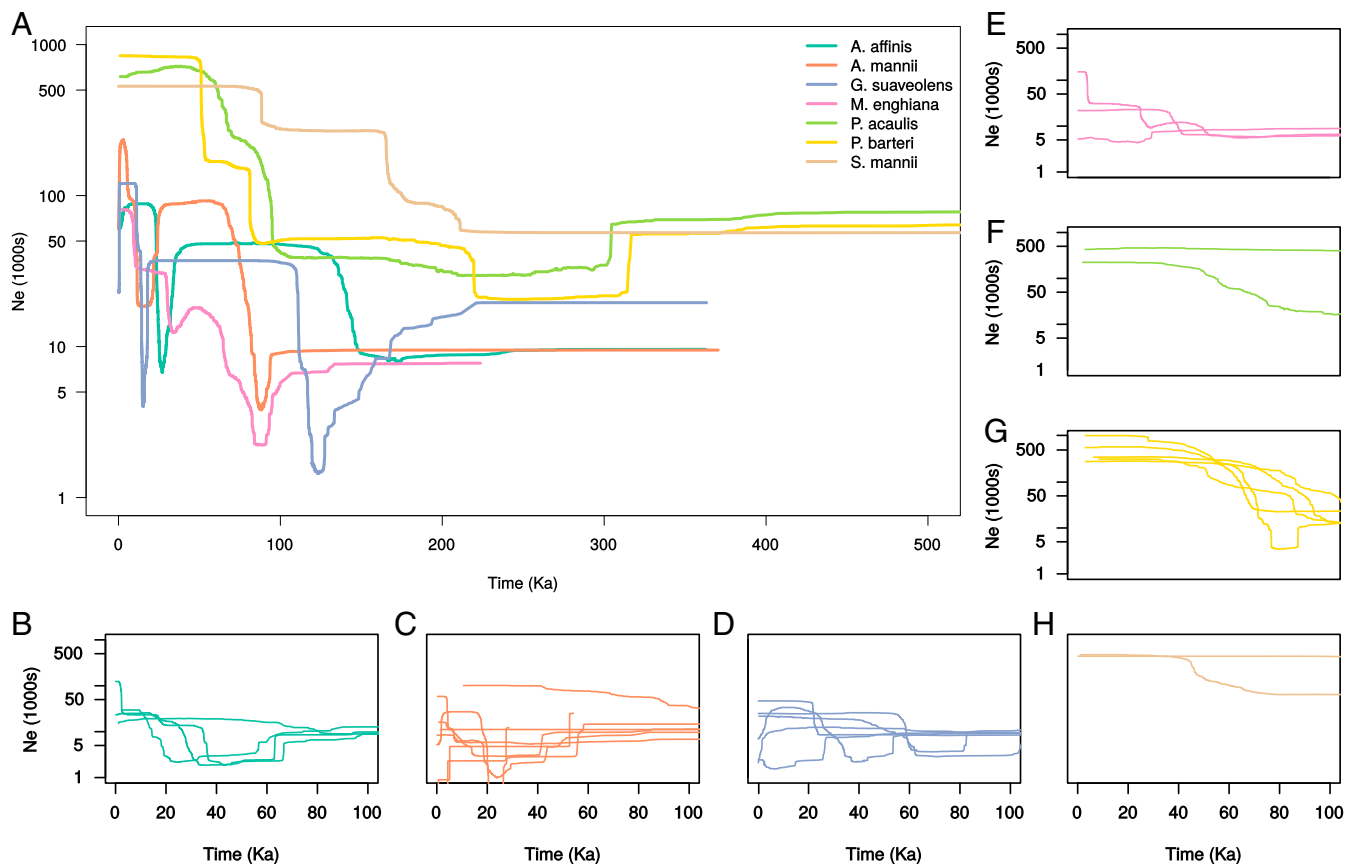 A
Ne (1000s)
1000
500
100
50
10
5
1
0
100
200
300
400
500
Time (Ka)
A. affinis
A. mannii
G. suaveolens
M. enghiana
P. acaulis
P. barteri
S. mannii
E
Ne (1000s)
500
50
5
1
F
Ne (1000s)
500
50
5
1
G
Ne (1000s)
500
50
5
1
B
Ne (1000s)
500
50
5
1
0
20
40
60
80
100
Time (Ka)
C
0
20
40
60
80
100
Time (Ka)
D
0
20
40
60
80
100
Time (Ka)
H
0
20
40
60
80
100
Time (Ka)